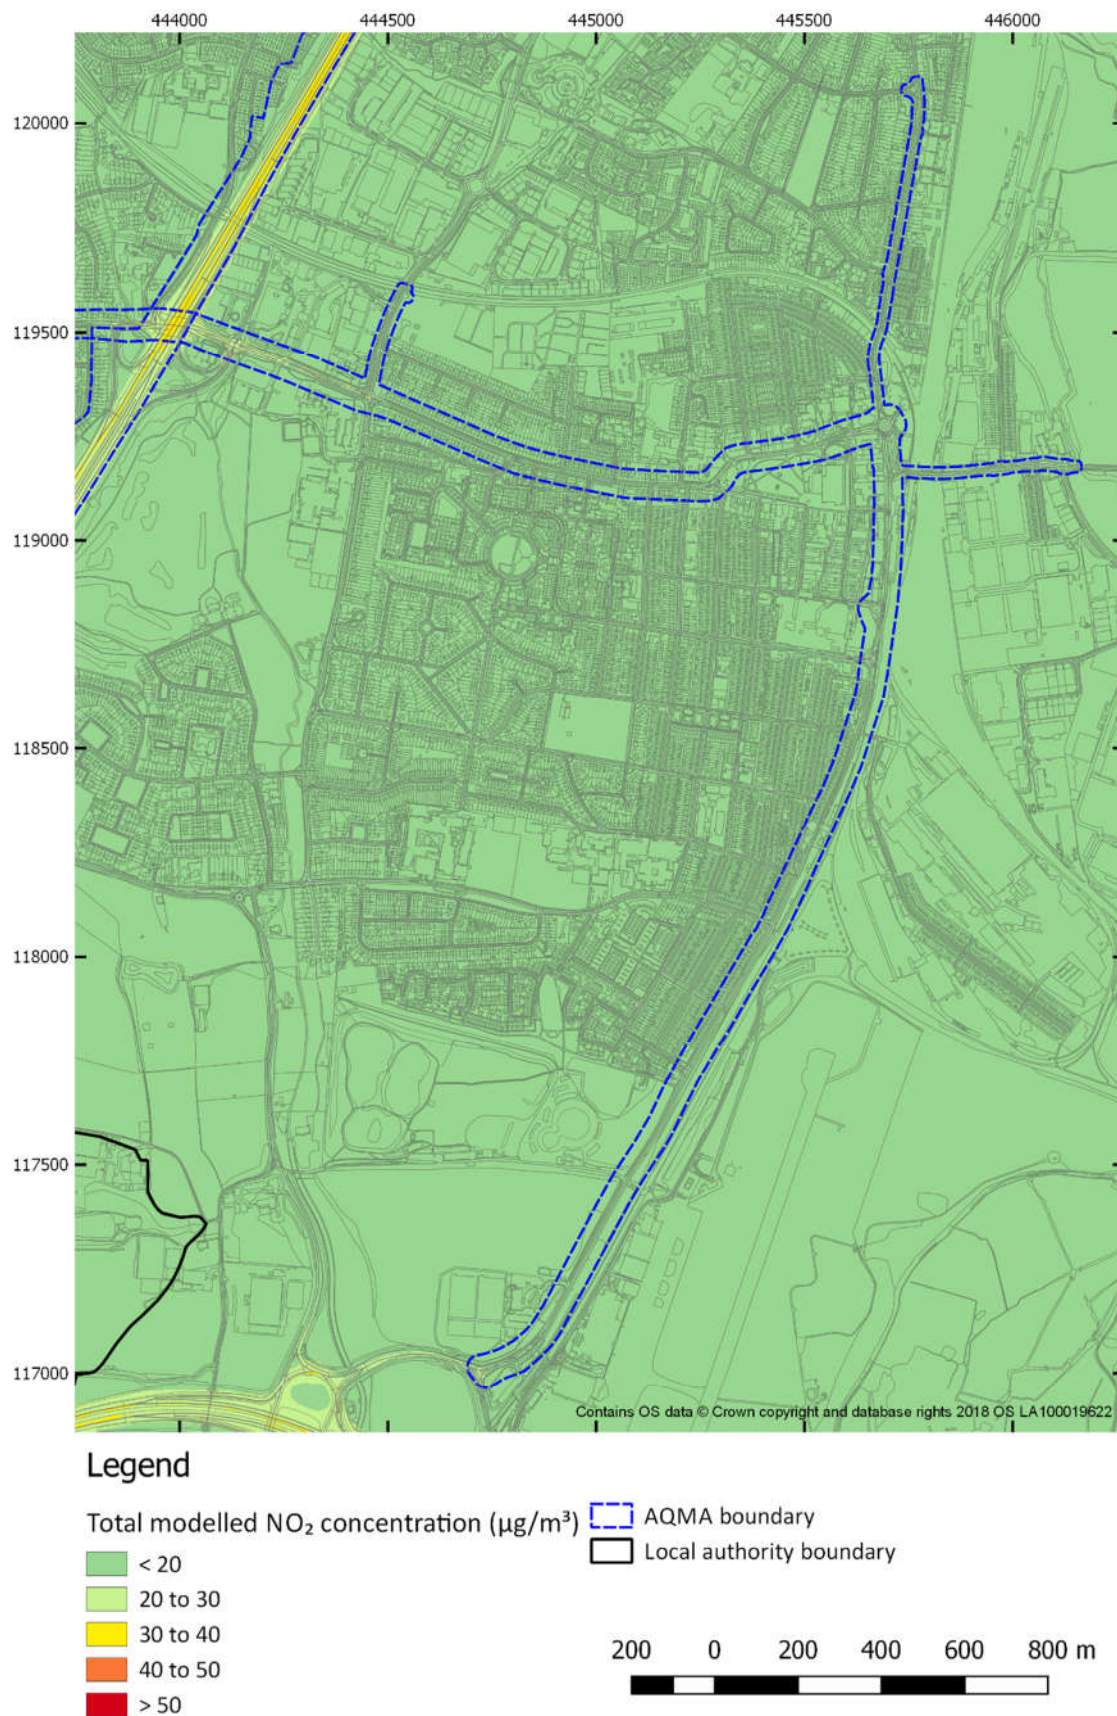 444000 444500 445000 445500 446000
120000
119500
119000
118500
118000
117500
117000
Contains OS data © Crown copyright and database rights 2018 OS LA100019622
Legend
Total modelled NO₂ concentration (µg/m³)
< 20
20 to 30
30 to 40
40 to 50
> 50
AQMA boundary
Local authority boundary
200 0 200 400 600 800 m